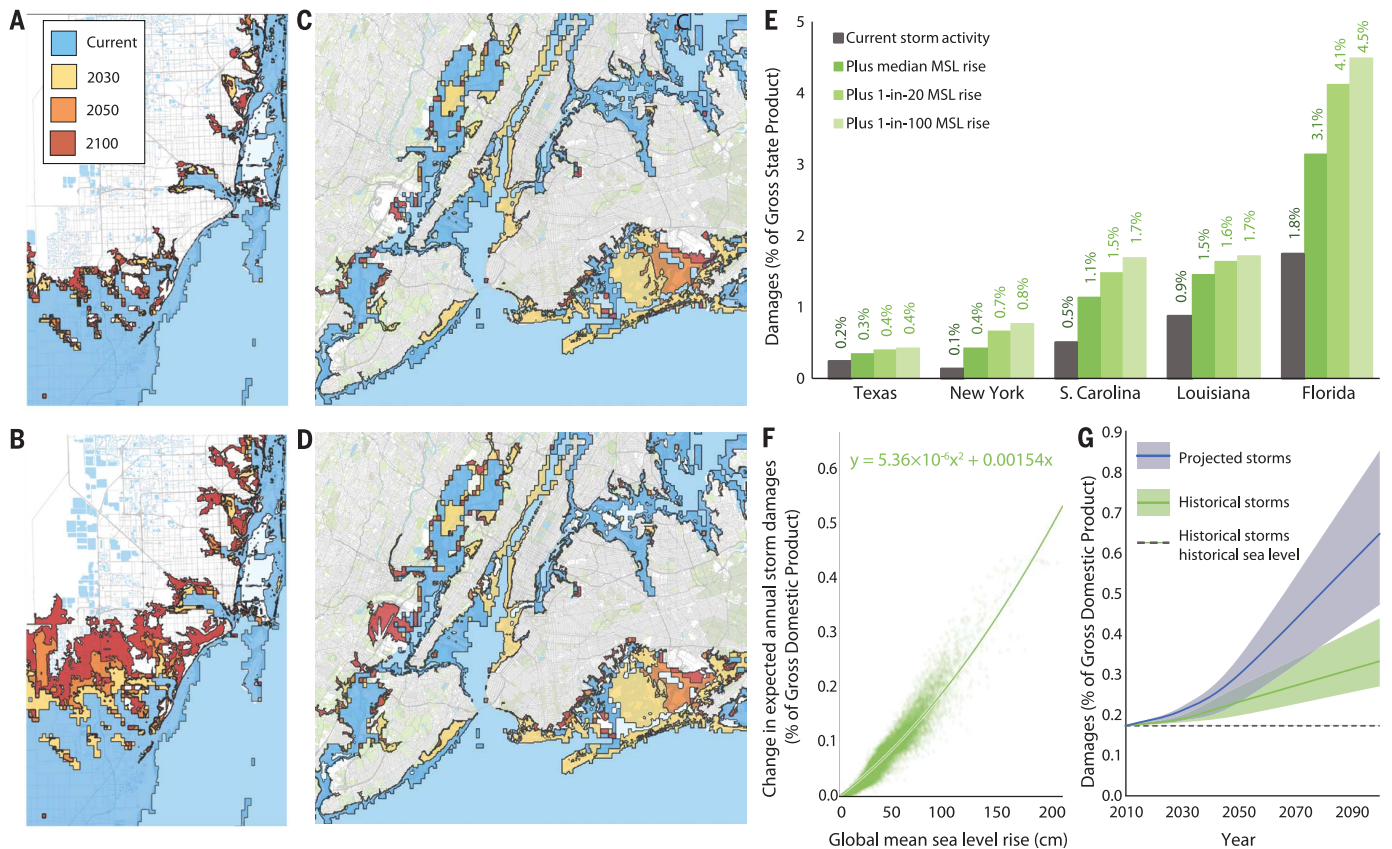 A
Current
2030
2050
2100
B
C
C
D
E
Damages (% of Gross State Product)
5
4
3
2
1
0
Current storm activity
Plus median MSL rise
Plus 1-in-20 MSL rise
Plus 1-in-100 MSL rise
0.2%
0.3%
0.4%
0.4%
0.1%
0.4%
0.7%
0.8%
0.5%
1.1%
1.5%
1.7%
0.9%
1.5%
1.6%
1.7%
1.8%
3.1%
4.1%
4.5%
Texas
New York
S. Carolina
Louisiana
Florida
F
Change in expected annual storm damages
(% of Gross Domestic Product)
y = 5.36×10⁻⁶x² + 0.00154x
0.6
0.5
0.4
0.3
0.2
0.1
0.0
0
50
100
150
200
Global mean sea level rise (cm)
G
Damages (% of Gross Domestic Product)
0.9
0.8
0.7
0.6
0.5
0.4
0.3
0.2
0.1
0.0
Projected storms
Historical storms
Historical storms
historical sea level
2010
2030
2050
2070
2090
Year